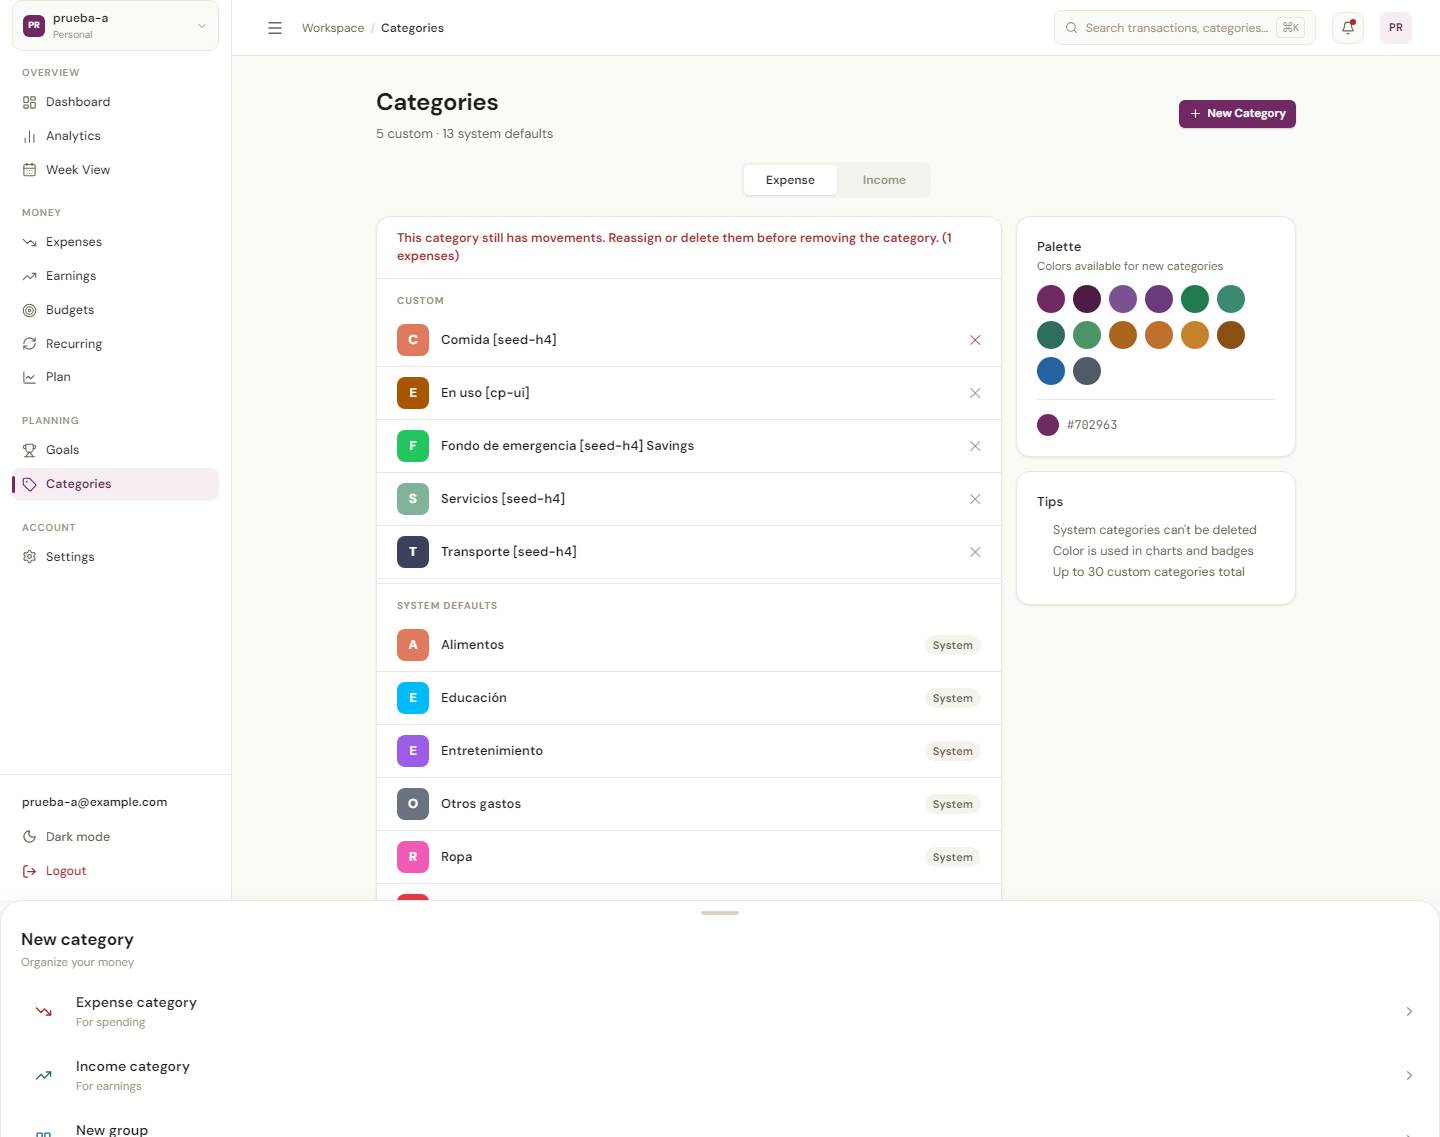 PR
prueba-a
Personal
OVERVIEW
Dashboard
Analytics
Week View
MONEY
Expenses
Earnings
Budgets
Recurring
Plan
PLANNING
Goals
Categories
ACCOUNT
Settings
prueba-a@example.com
Dark mode
Logout
Workspace / Categories
Search transactions, categories... ⌘K
PR
Categories
5 custom · 13 system defaults
New Category
Expense
Income
This category still has movements. Reassign or delete them before removing the category. (1
expenses)
CUSTOM
C Comida [seed-h4]
E En uso [cp-ui]
F Fondo de emergencia [seed-h4] Savings
S Servicios [seed-h4]
T Transporte [seed-h4]
SYSTEM DEFAULTS
A Alimentos System
E Educación System
E Entretenimiento System
O Otros gastos System
R Ropa System
Palette
Colors available for new categories
#702963
Tips
System categories can't be deleted
Color is used in charts and badges
Up to 30 custom categories total
New category
Organize your money
Expense category
For spending
Income category
For earnings
New group